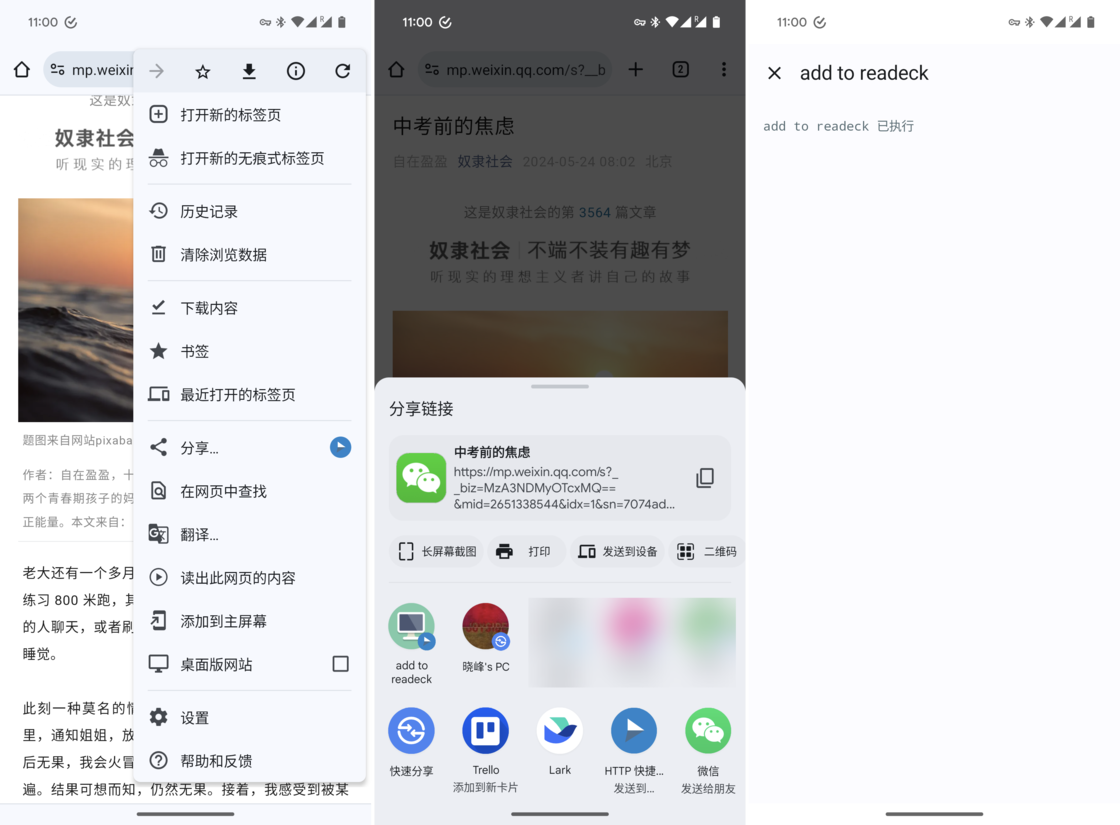 11:00
mp.weixin
这是奴
奴隶社会
听现实的理
题图来自网站pixaba
作者：自在盈盈，十
两个青春期孩子的妈
正能量。本文来自：
老大还有一个多月
练习 800 米跑，其
的人聊天，或者刷
睡觉。
此刻一种莫名的情
里，通知姐姐，放
后无果，我会火冒
遍。结果可想而知，仍然无果。接着，我感受到被某
打开新的标签页
打开新的无痕式标签页
历史记录
清除浏览数据
下载内容
书签
最近打开的标签页
分享...
在网页中查找
翻译...
读出此网页的内容
添加到主屏幕
桌面版网站
设置
帮助和反馈
11:00
mp.weixin.qq.com/s?__b
2
中考前的焦虑
自在盈盈 奴隶社会 2024-05-24 08:02 北京
这是奴隶社会的第 3564 篇文章
奴隶社会 | 不端不装有趣有梦
听现实的理想主义者讲自己的故事
分享链接
中考前的焦虑
https://mp.weixin.qq.com/s?_
_biz=MzA3NDMyOTcxMQ==
&mid=2651338544&idx=1&sn=7074ad...
长屏幕截图
打印
发送到设备
二维码
add to
readeck
晓峰's PC
快速分享
Trello
添加到新卡片
Lark
HTTP 快捷...
发送到...
微信
发送给朋友
11:00
add to readeck
add to readeck 已执行